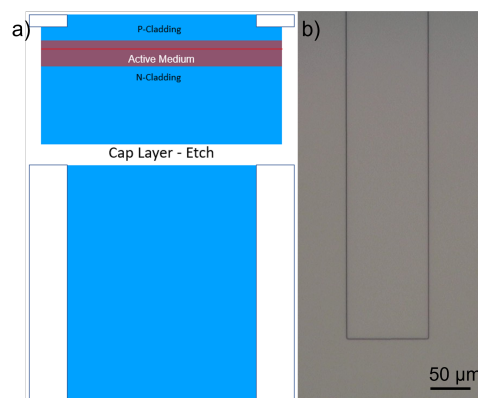 a)
P-Cladding
Active Medium
N-Cladding
Cap Layer - Etch
b)
50 µm